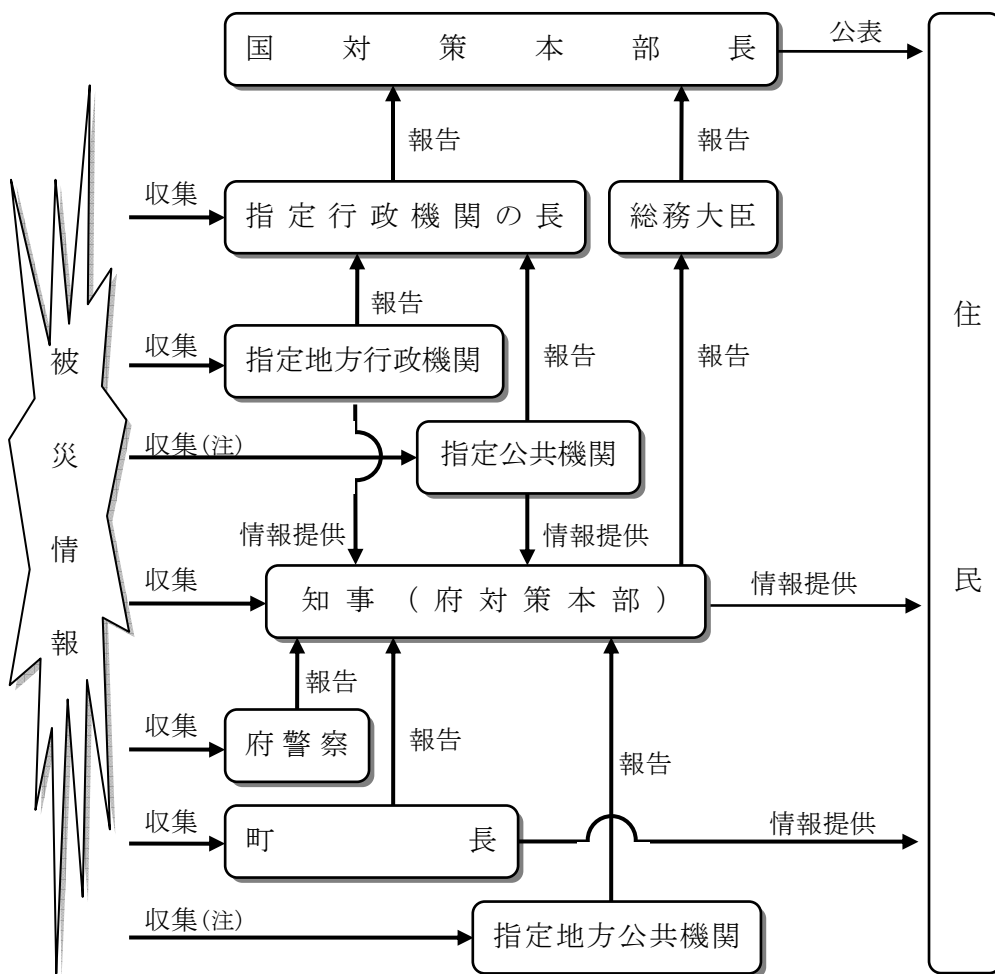 国対策本部長
公表
報告
報告
収集
指定行政機関の長
総務大臣
報告
収集
指定地方行政機関
報告
報告
収集(注)
指定公共機関
情報提供
情報提供
収集
知事（府対策本部）
情報提供
報告
収集
府警察
報告
報告
収集
町長
情報提供
収集(注)
指定地方公共機関
被災情報
住民